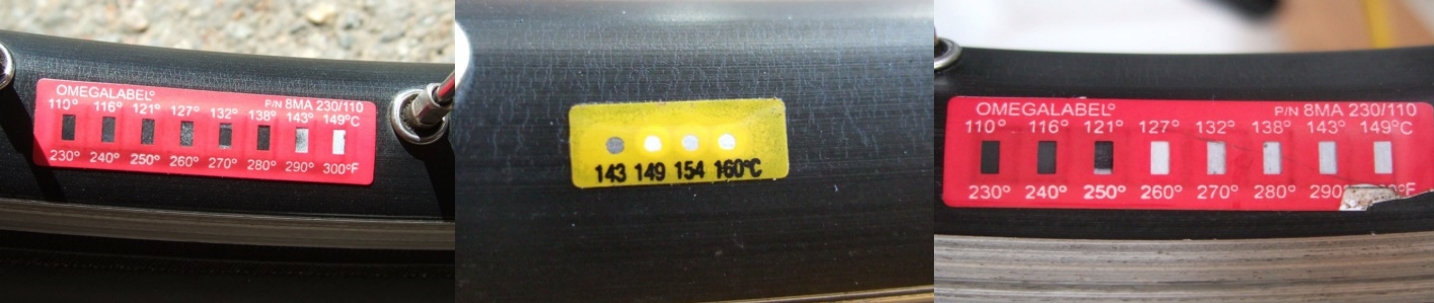 OMEGALABEL°
P/N 8MA 230/110
110° 116° 121° 127° 132° 138° 143° 149°C
230° 240° 250° 260° 270° 280° 290° 300°F
143 149 154 160°C
OMEGALABEL°
P/N 8MA 230/110
110° 116° 121° 127° 132° 138° 143° 149°C
230° 240° 250° 260° 270° 280° 290 °F